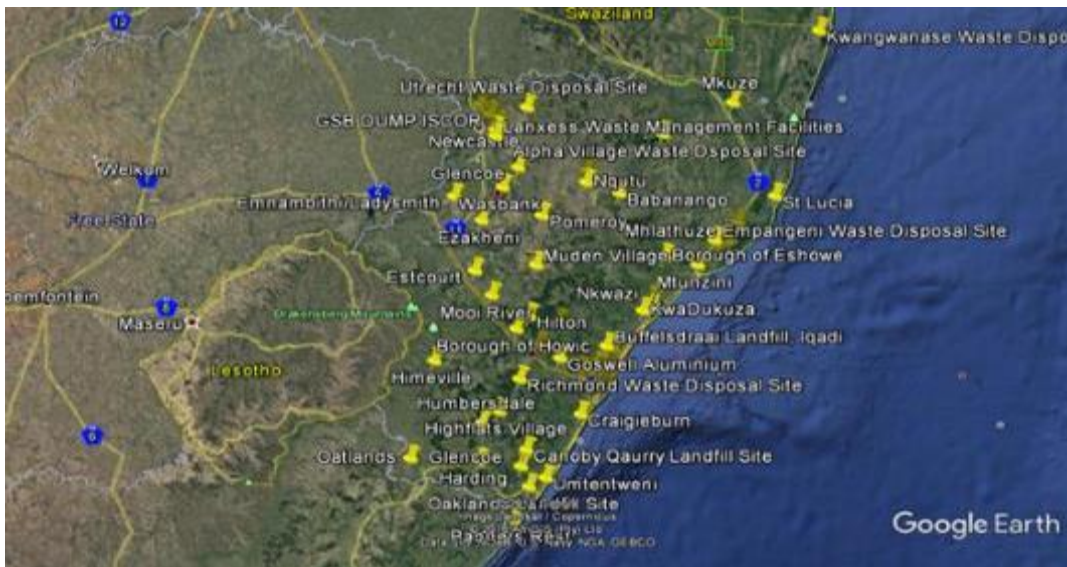 Swaziland
Kwangwanase Waste Dispo
Mkuze
Utrecht Waste Disposal Site
GSB DUMP ISCOR
Lanxess Waste Management Facilities
Newcastle
Alpha Village Waste Dsposal Site
Welkom
Glencoe
Nqutu
Babanango
St Lucia
Free State
Emnambithi/Ladysmith
Wasbank
Pomeroy
Mhlathuze Empangeni Waste Disposal Site
Ezakheni
Muden Village
Borough of Eshowe
Estcourt
Mtunzini
Nkwazi
oemfontein
Maseru
Drakensberg Mountains
Mooi River
KwaDukuza
Hilton
Buffelsdraai Landfill, Iqadi
Borough of Howic
Goswell Aluminium
Lesotho
Himeville
Richmond Waste Disposal Site
Humbersdale
Craigieburn
Highflats Village
Oatlands
Glencoe
Canoby Qaurry Landfill Site
Harding
Umtentweni
Google Earth